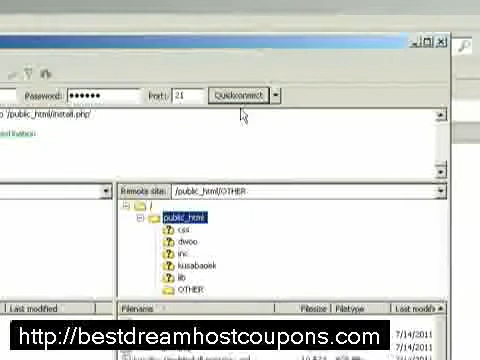 Password: ●●●●●● Port: 21 Quickconnect
'/public_html/install.php'
Remote site: /public_html/OTHER
/
public_html
css
dwoo
inc
kusabaoiek
lib
OTHER
Last modified Filename Filesize Filetype Last modifi
7/14/2011
7/14/2011
http://bestdreamhostcoupons.com